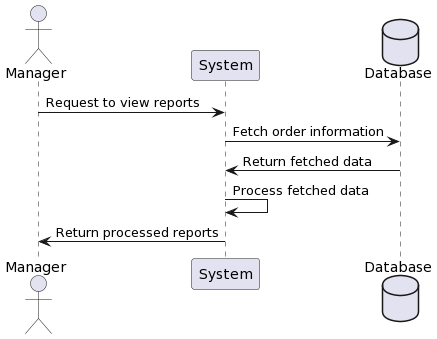 Manager
System
Database
Request to view reports
Fetch order information
Return fetched data
Process fetched data
Return processed reports
Manager
System
Database